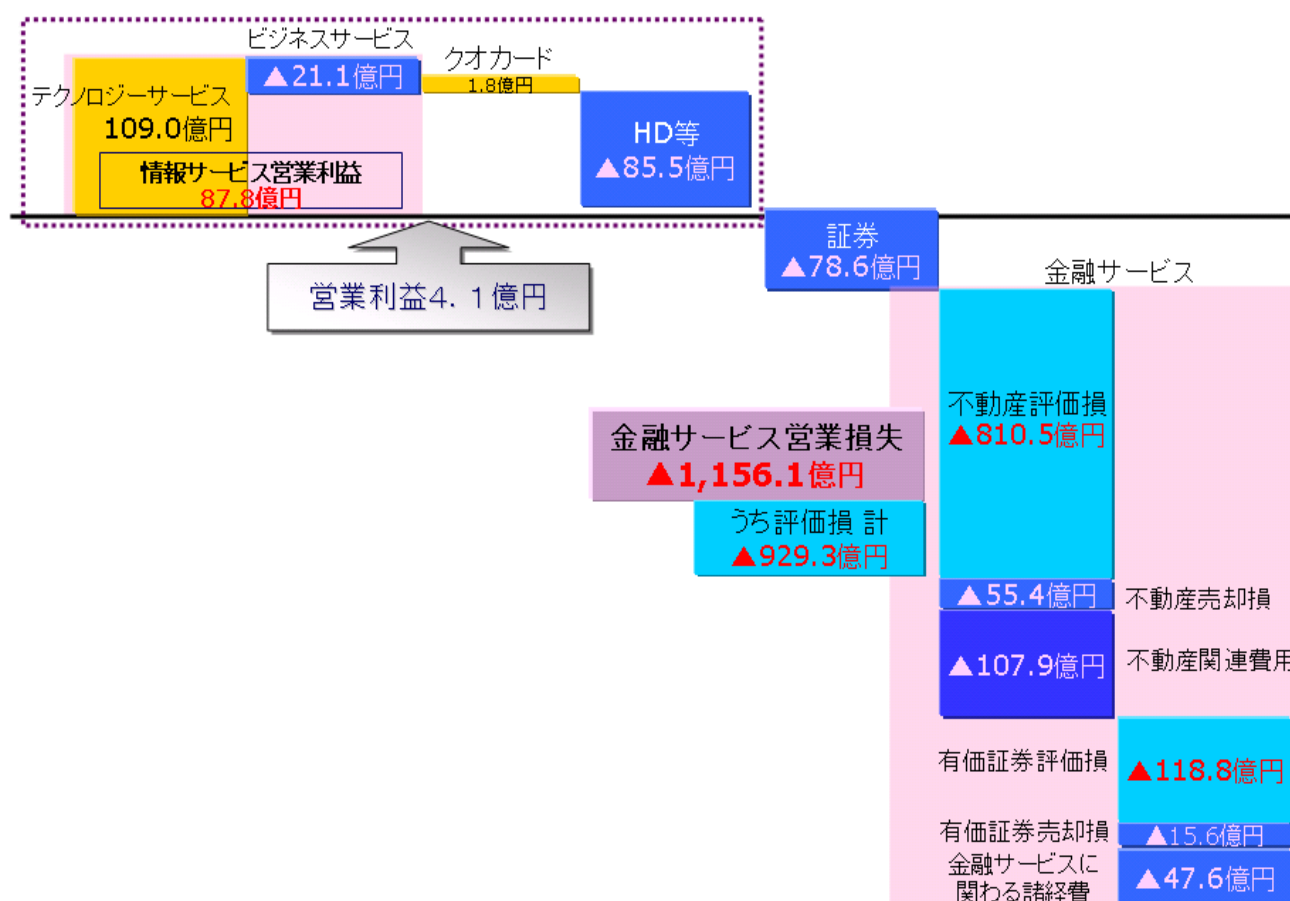 ビジネスサービス
▲21.1億円
クオカード
1.8億円
テクノロジーサービス
109.0億円
情報サービス営業利益
87.8億円
HD等
▲85.5億円
営業利益4.1億円
証券
▲78.6億円
金融サービス
不動産評価損
▲810.5億円
金融サービス営業損失
▲1,156.1億円
うち評価損 計
▲929.3億円
▲55.4億円
不動産売却損
▲107.9億円
不動産関連費用
有価証券評価損
▲118.8億円
有価証券売却損
▲15.6億円
金融サービスに
関わる諸経費
▲47.6億円